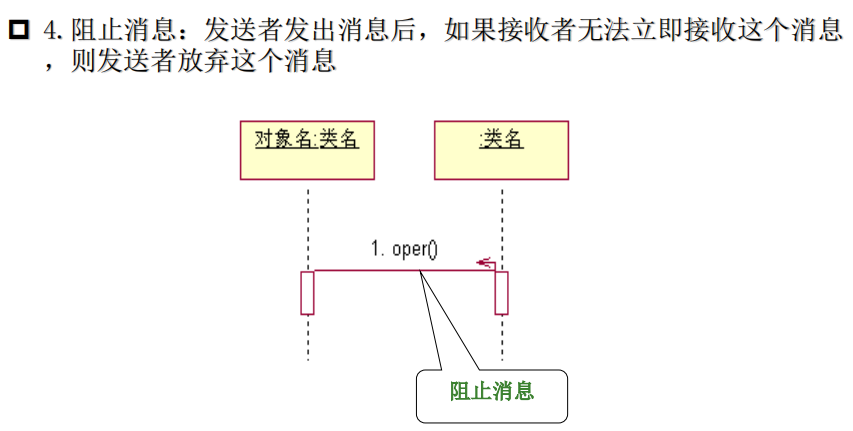 4.阻止消息：发送者发出消息后，如果接收者无法立即接收这个消息
，则发送者放弃这个消息
对象名:类名
:类名
1. oper()
阻止消息